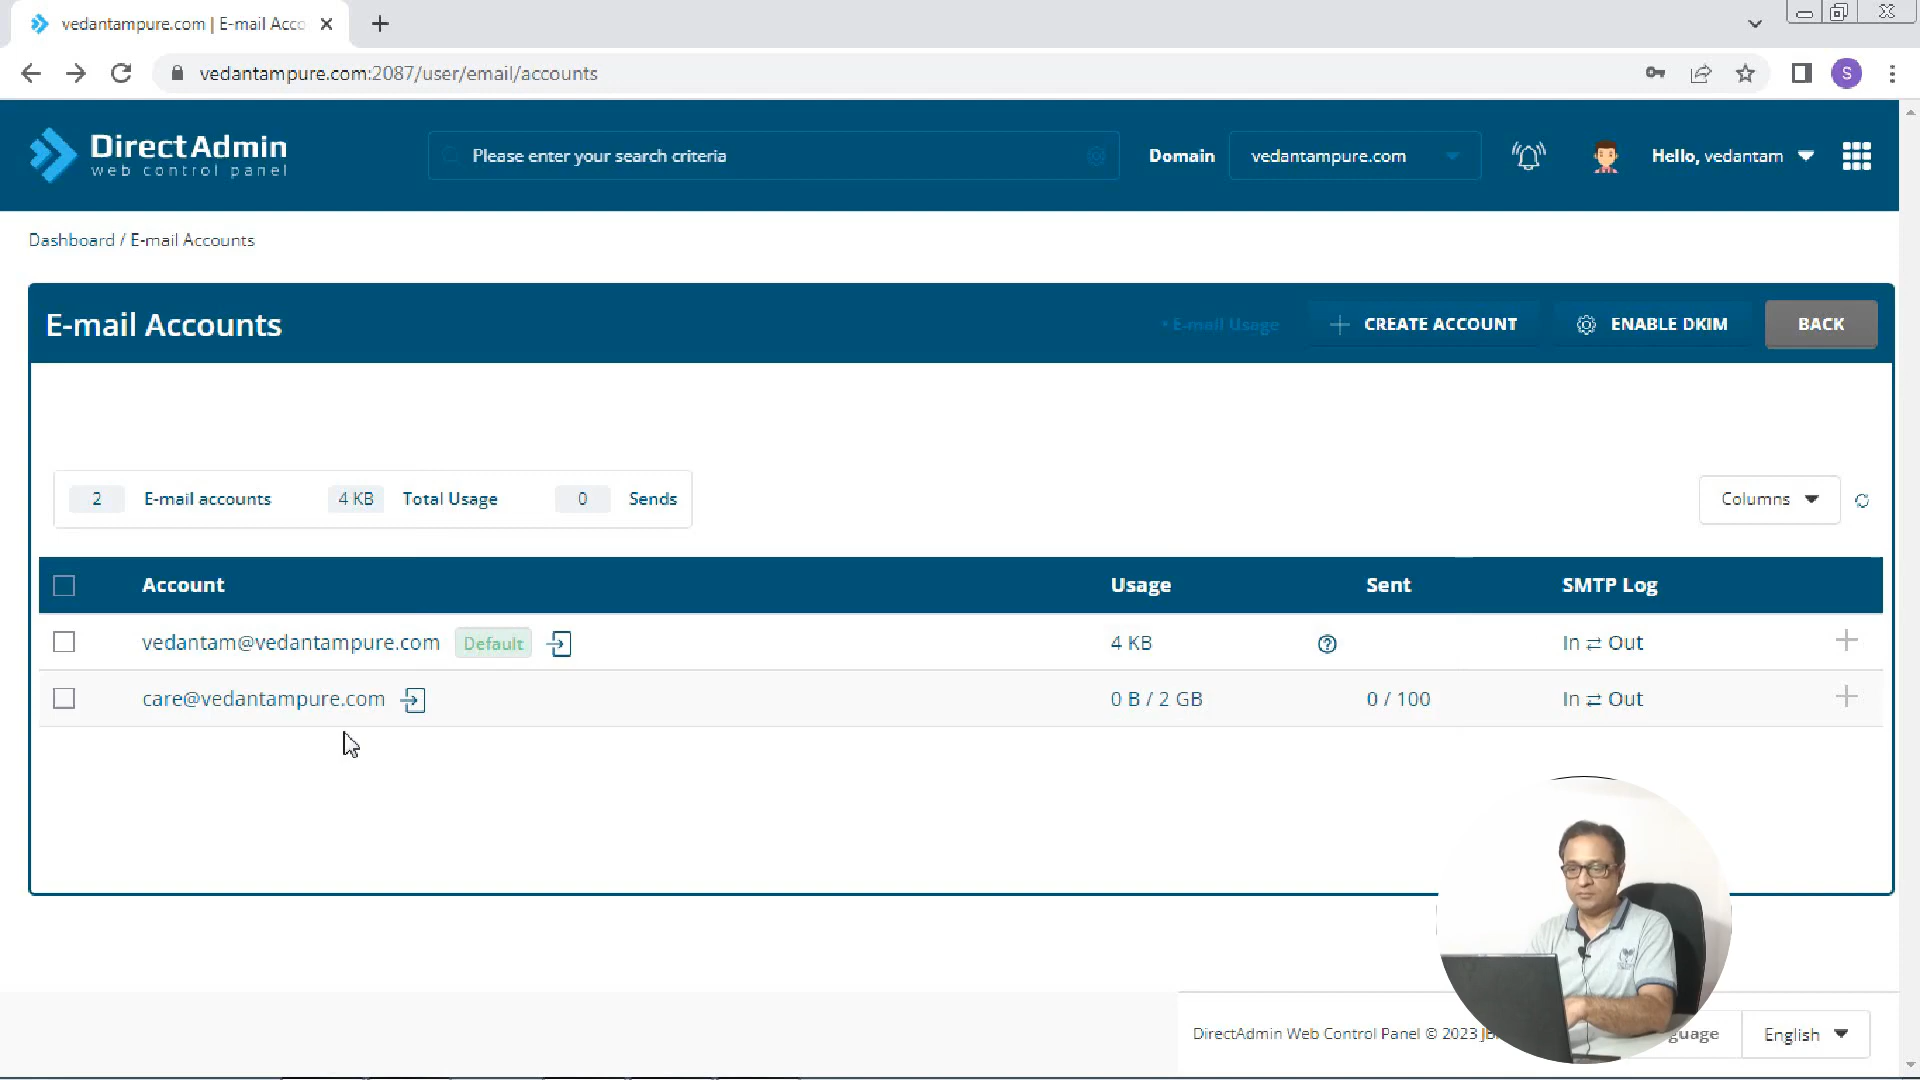 vedantampure.com | E-mail Acco
vedantampure.com:2087/user/email/accounts
S
DirectAdmin
web control panel
Please enter your search criteria
Domain
vedantampure.com
Hello, vedantam
Dashboard / E-mail Accounts
E-mail Accounts
• E-mail Usage
CREATE ACCOUNT
ENABLE DKIM
BACK
2 E-mail accounts 4 KB Total Usage 0 Sends
Columns
Account Usage Sent SMTP Log
vedantam@vedantampure.com Default 4 KB In ⇄ Out
care@vedantampure.com 0 B / 2 GB 0 / 100 In ⇄ Out
DirectAdmin Web Control Panel © 2023
English